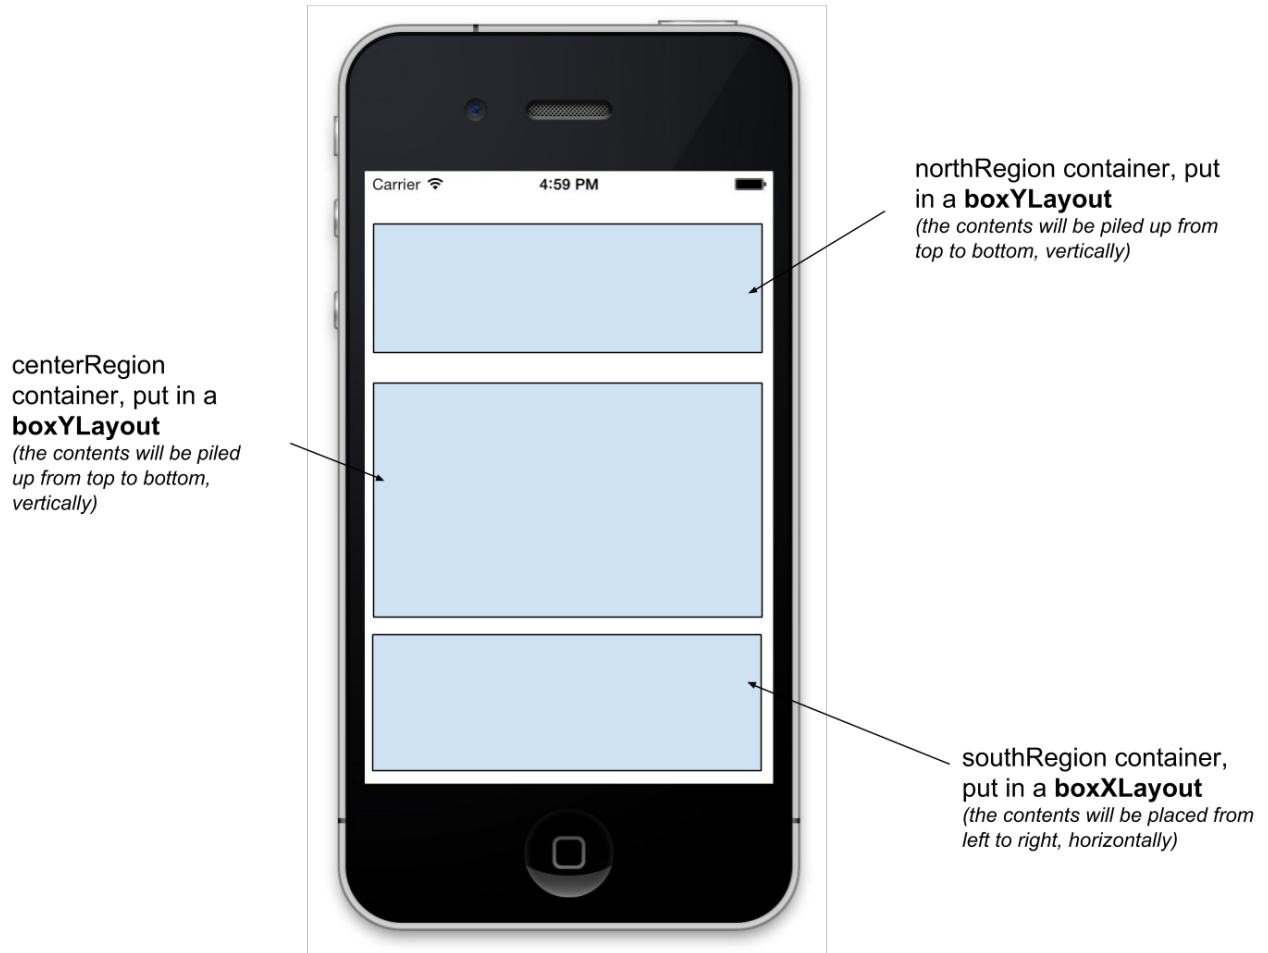 northRegion container, put
in a boxYLayout
(the contents will be piled up from
top to bottom, vertically)
Carrier
4:59 PM
centerRegion
container, put in a
boxYLayout
(the contents will be piled
up from top to bottom,
vertically)
southRegion container,
put in a boxXLayout
(the contents will be placed from
left to right, horizontally)